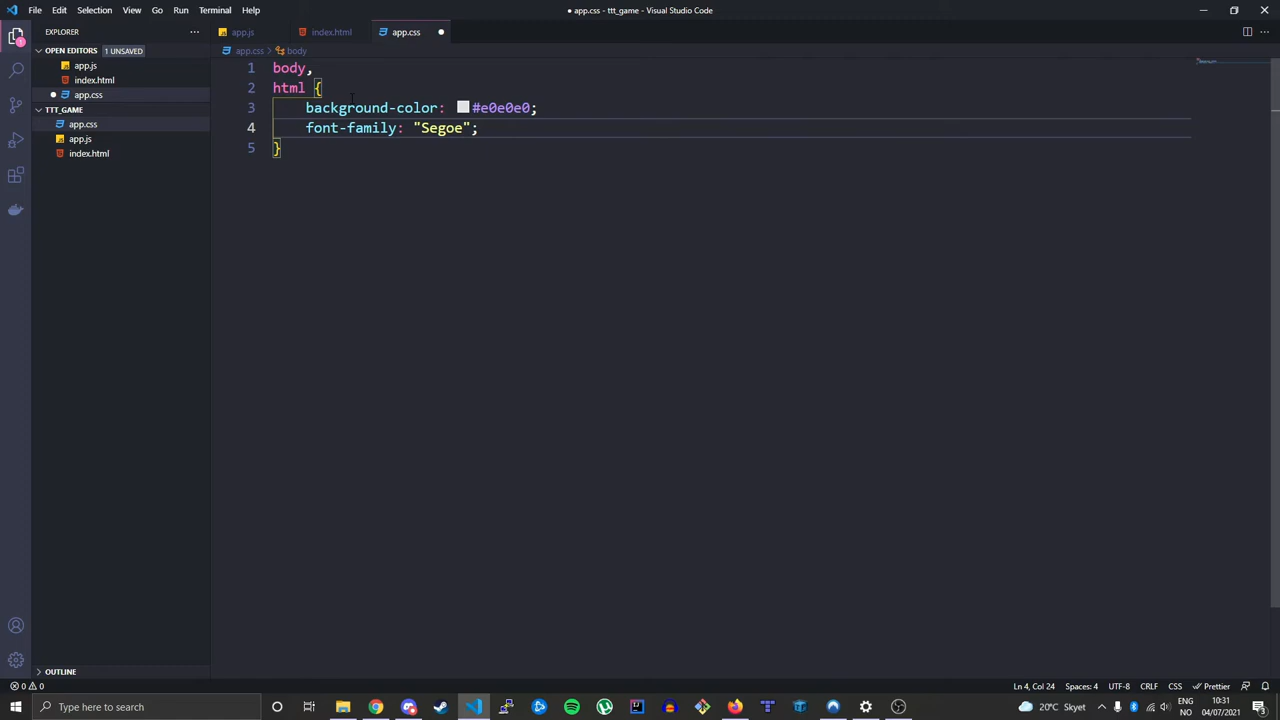 File Edit Selection View Go Run Terminal Help
● app.css - ttt_game - Visual Studio Code
EXPLORER
app.js
index.html
app.css
OPEN EDITORS 1 UNSAVED
app.css > body
app.js
index.html
app.css
TTT_GAME
app.css
app.js
index.html
1 body,
2 html {
3 background-color: #e0e0e0;
4 font-family: "Segoe";
5 }
OUTLINE
0 0
Ln 4, Col 24 Spaces: 4 UTF-8 CRLF CSS Prettier
Type here to search
20°C Skyet
ENG
NO
10:31
04/07/2021